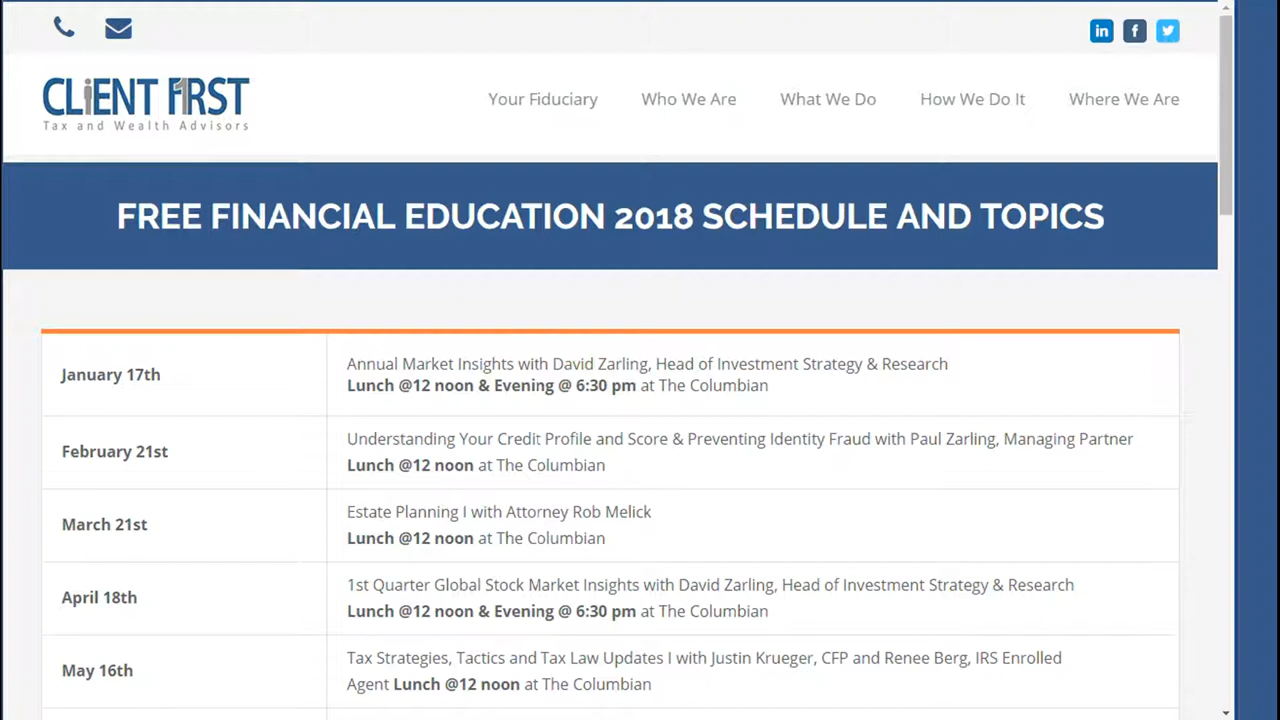 CLiENT F1RST
Tax and Wealth Advisors
Your Fiduciary
Who We Are
What We Do
How We Do It
Where We Are
FREE FINANCIAL EDUCATION 2018 SCHEDULE AND TOPICS
January 17th
Annual Market Insights with David Zarling, Head of Investment Strategy & Research
Lunch @12 noon & Evening @ 6:30 pm at The Columbian
February 21st
Understanding Your Credit Profile and Score & Preventing Identity Fraud with Paul Zarling, Managing Partner
Lunch @12 noon at The Columbian
March 21st
Estate Planning I with Attorney Rob Melick
Lunch @12 noon at The Columbian
April 18th
1st Quarter Global Stock Market Insights with David Zarling, Head of Investment Strategy & Research
Lunch @12 noon & Evening @ 6:30 pm at The Columbian
May 16th
Tax Strategies, Tactics and Tax Law Updates I with Justin Krueger, CFP and Renee Berg, IRS Enrolled
Agent Lunch @12 noon at The Columbian